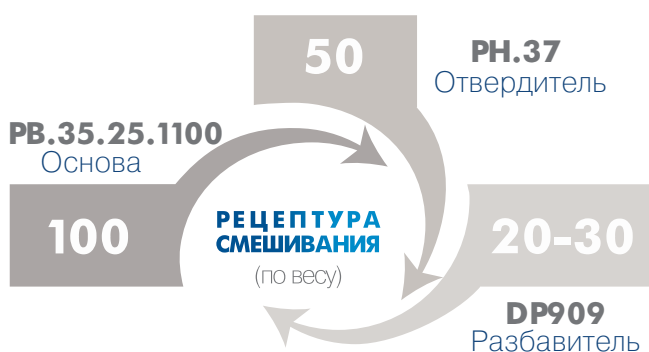 50
PH.37
Отвердитель
PB.35.25.1100
Основа
100
РЕЦЕПТУРА
СМЕШИВАНИЯ
(по весу)
20-30
DP909
Разбавитель